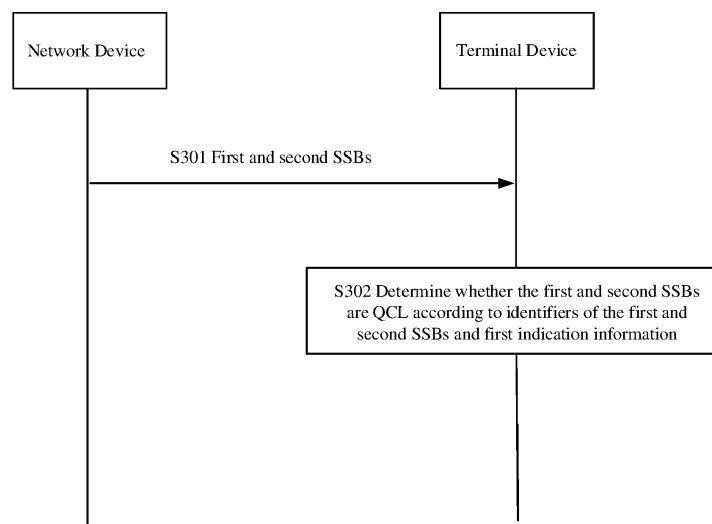 Network Device
Terminal Device
S301 First and second SSBs
S302 Determine whether the first and second SSBs
are QCL according to identifiers of the first and
second SSBs and first indication information